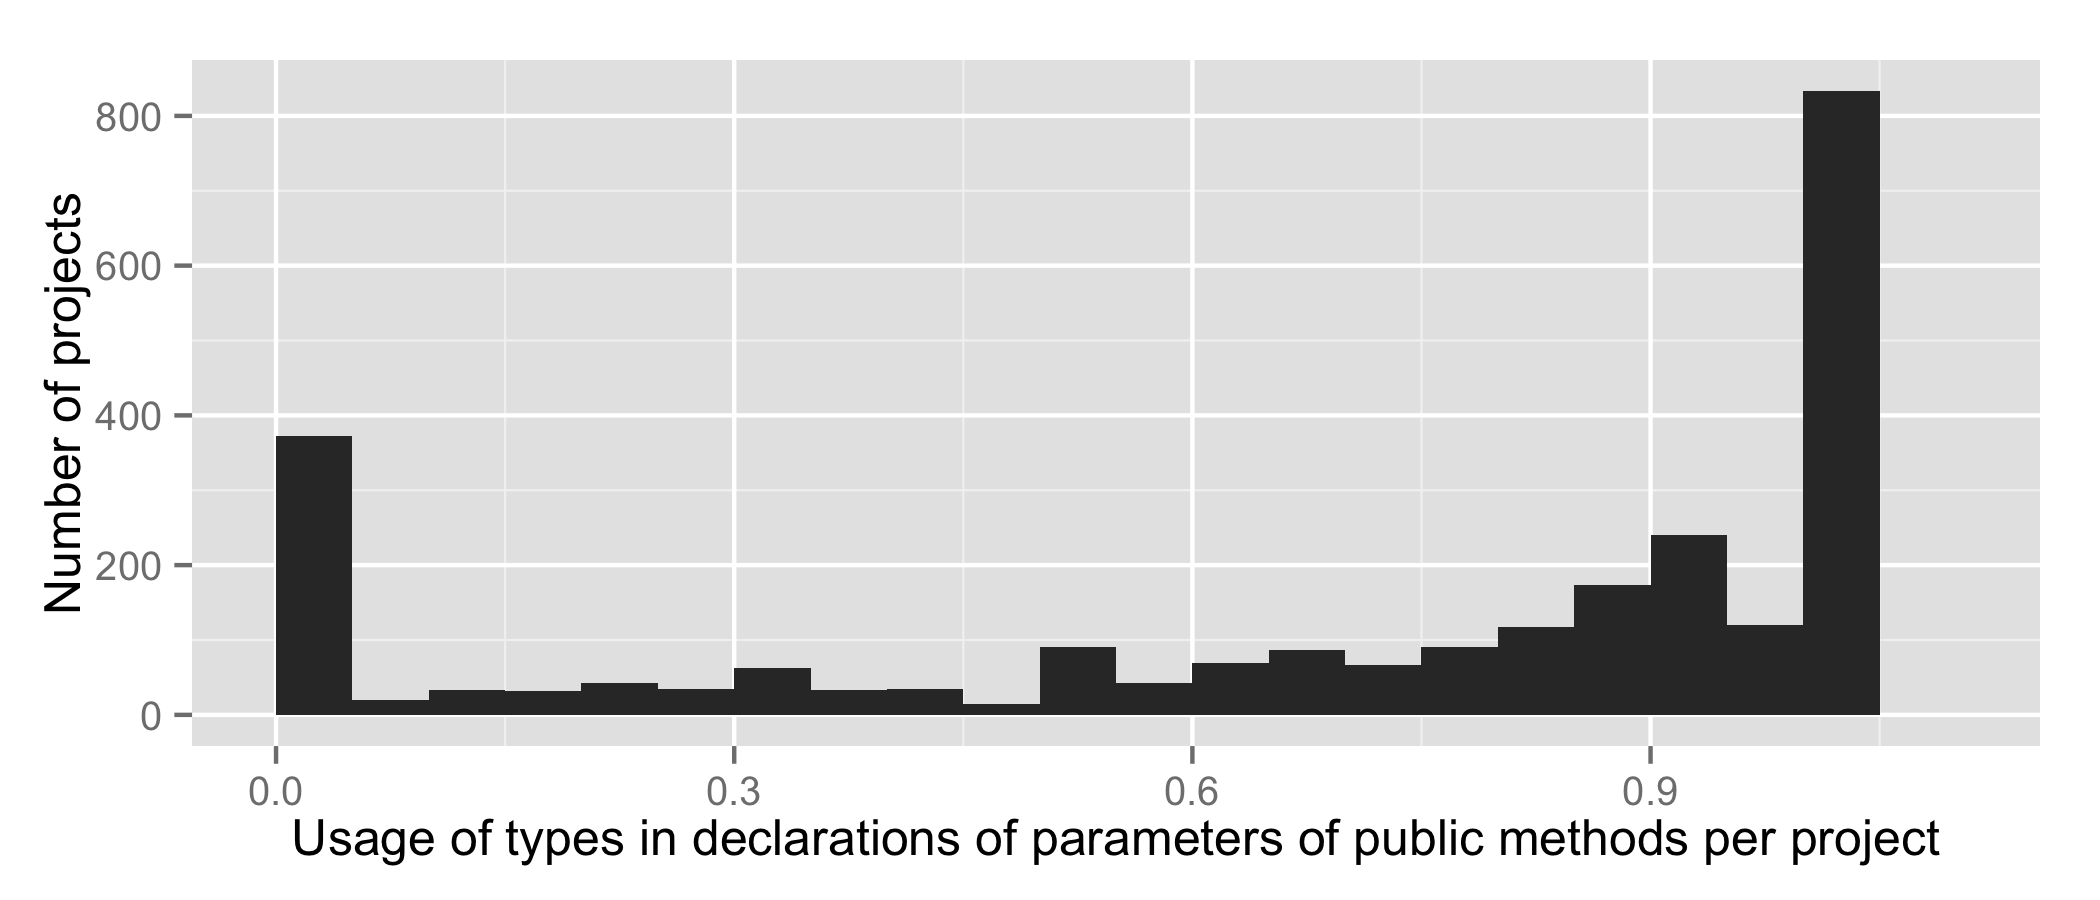 Number of projects
800
600
400
200
0
0.0 0.3 0.6 0.9
Usage of types in declarations of parameters of public methods per project